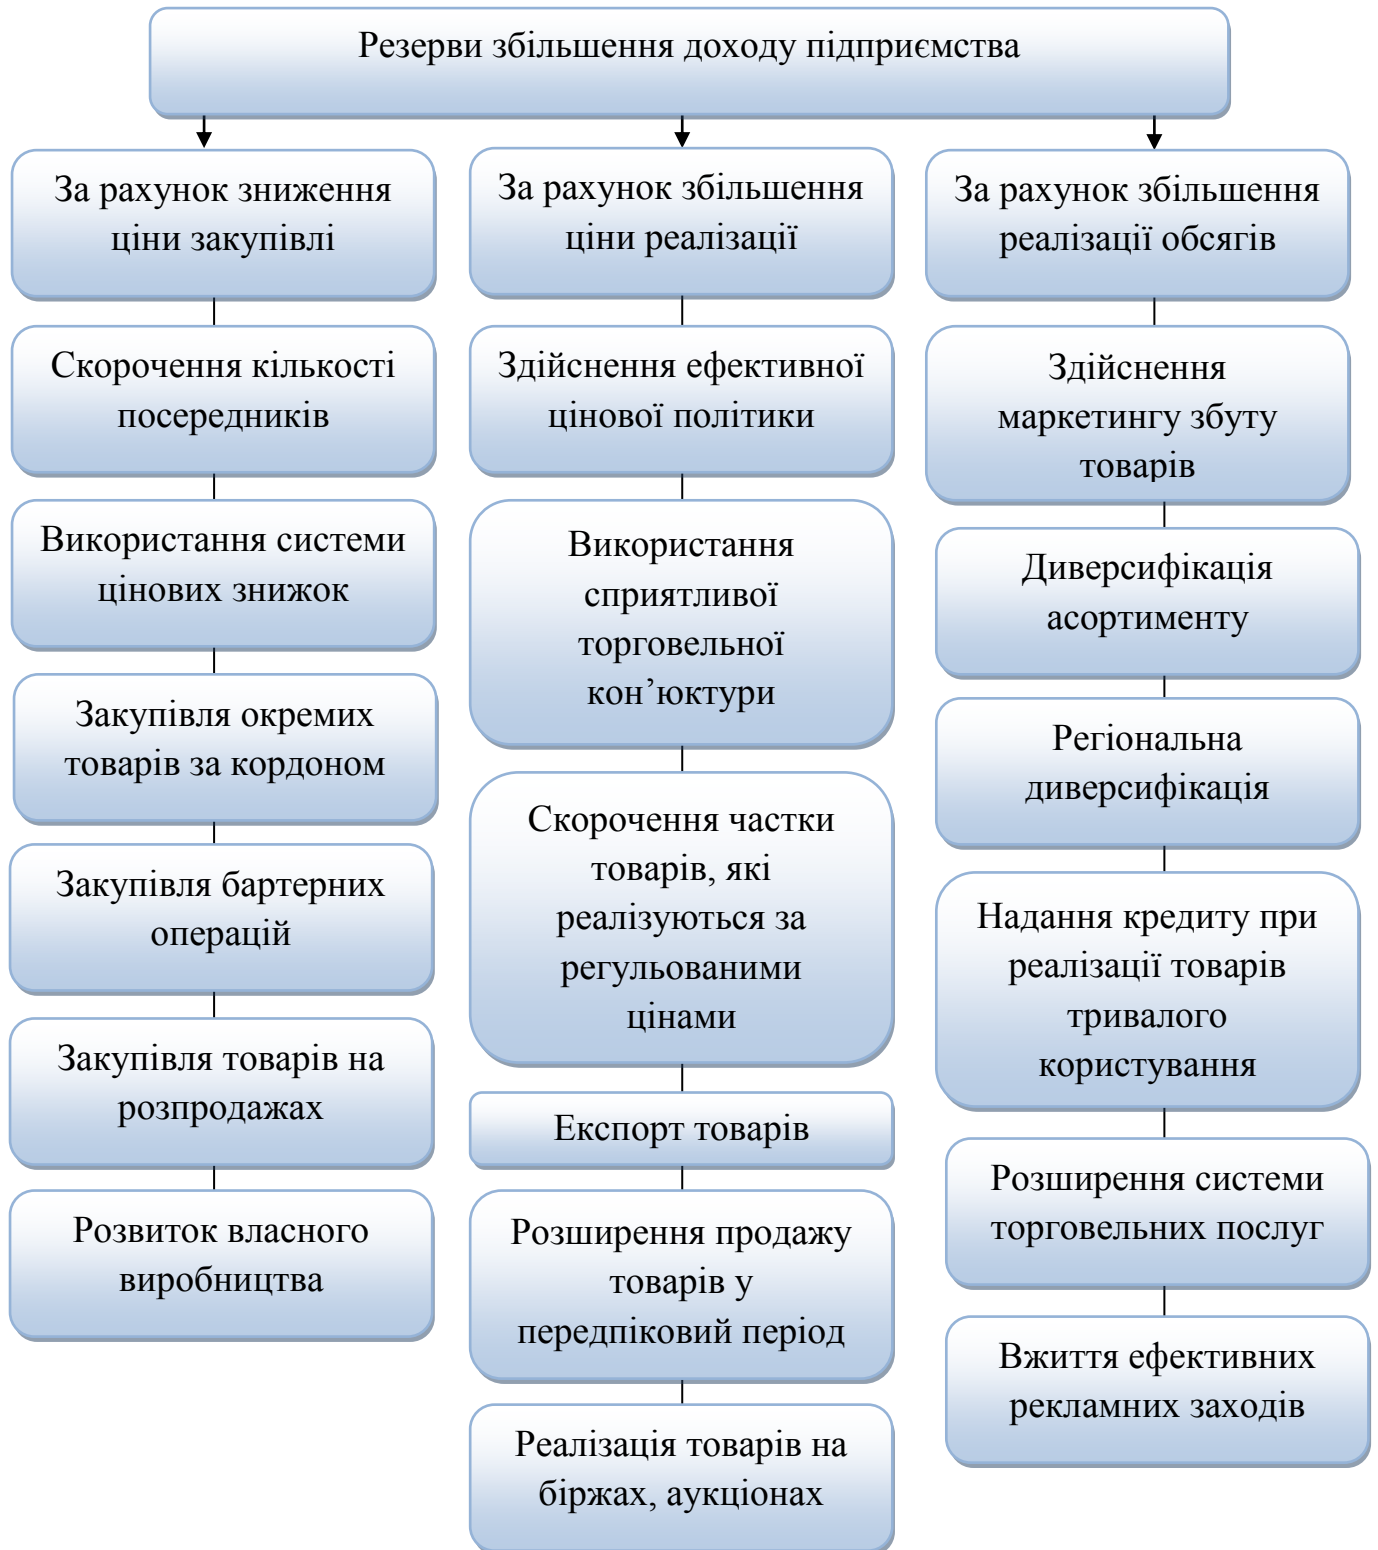 Резерви збільшення доходу підприємства
За рахунок зниження
ціни закупівлі
Скорочення кількості
посередників
Використання системи
цінових знижок
Закупівля окремих
товарів за кордоном
Закупівля бартерних
операцій
Закупівля товарів на
розпродажах
Розвиток власного
виробництва
За рахунок збільшення
ціни реалізації
Здійснення ефективної
цінової політики
Використання
сприятливої
торговельної
кон’юктури
Скорочення частки
товарів, які
реалізуються за
регульованими
цінами
Експорт товарів
Розширення продажу
товарів у
передпіковий період
Реалізація товарів на
біржах, аукціонах
За рахунок збільшення
реалізації обсягів
Здійснення
маркетингу збуту
товарів
Диверсифікація
асортименту
Регіональна
диверсифікація
Надання кредиту при
реалізації товарів
тривалого
користування
Розширення системи
торговельних послуг
Вжиття ефективних
рекламних заходів